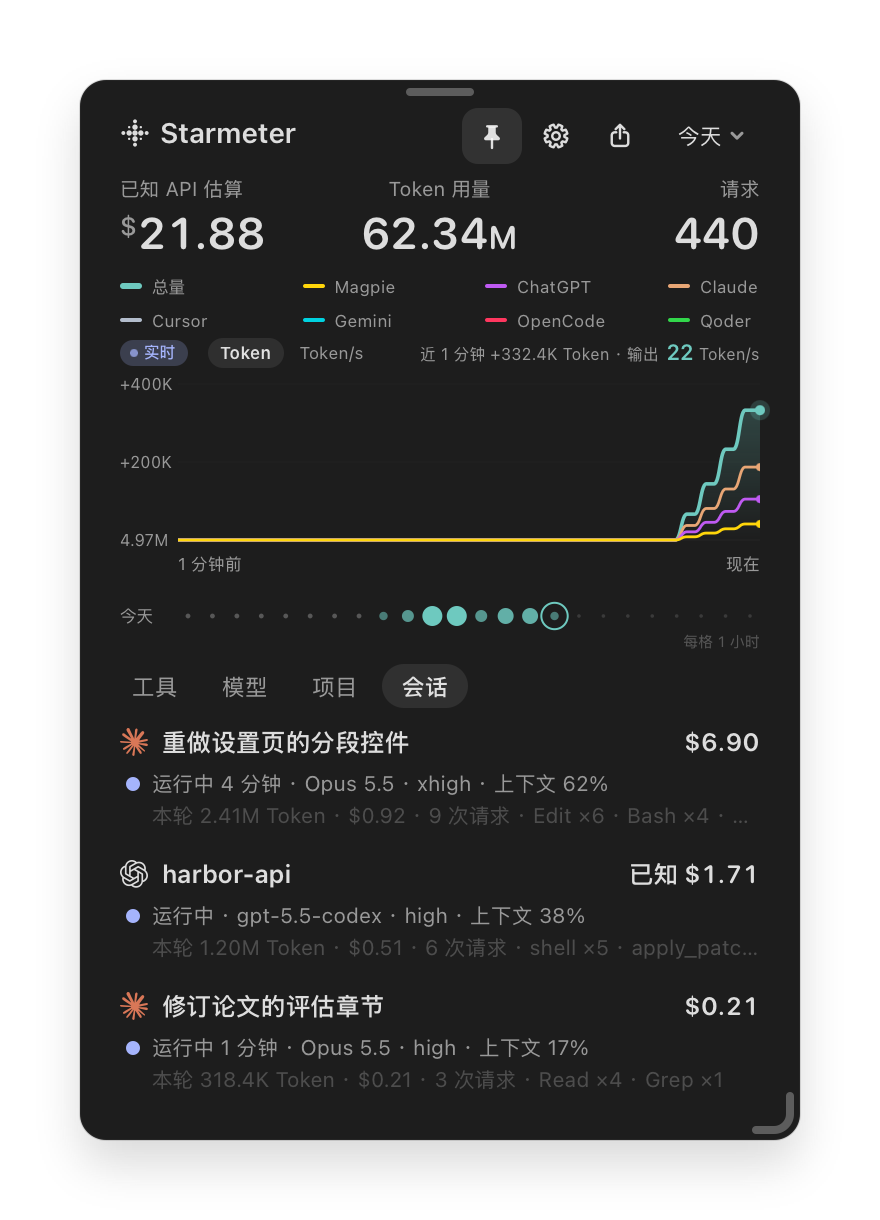 Starmeter
今天
已知 API 估算 Token 用量 请求
$21.88 62.34M 440
总量 Magpie ChatGPT Claude
Cursor Gemini OpenCode Qoder
实时 Token Token/s 近 1 分钟 +332.4K Token · 输出 22 Token/s
+400K
+200K
4.97M
1 分钟前 现在
今天
每格 1 小时
工具 模型 项目 会话
重做设置页的分段控件 $6.90
运行中 4 分钟 · Opus 5.5 · xhigh · 上下文 62%
本轮 2.41M Token · $0.92 · 9 次请求 · Edit ×6 · Bash ×4 · …
harbor-api 已知 $1.71
运行中 · gpt-5.5-codex · high · 上下文 38%
本轮 1.20M Token · $0.51 · 6 次请求 · shell ×5 · apply_patc…
修订论文的评估章节 $0.21
运行中 1 分钟 · Opus 5.5 · high · 上下文 17%
本轮 318.4K Token · $0.21 · 3 次请求 · Read ×4 · Grep ×1